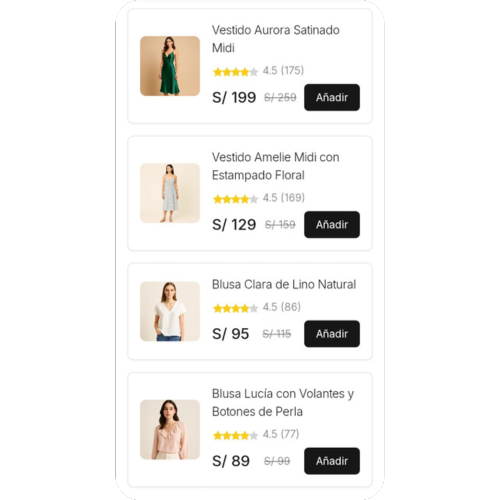 Vestido Aurora Satinado
Midi
4.5 (175)
S/ 199 S/ 259 Añadir
Vestido Amelie Midi con
Estampado Floral
4.5 (169)
S/ 129 S/ 159 Añadir
Blusa Clara de Lino Natural
4.5 (86)
S/ 95 S/ 115 Añadir
Blusa Lucía con Volantes y
Botones de Perla
4.5 (77)
S/ 89 S/ 99 Añadir